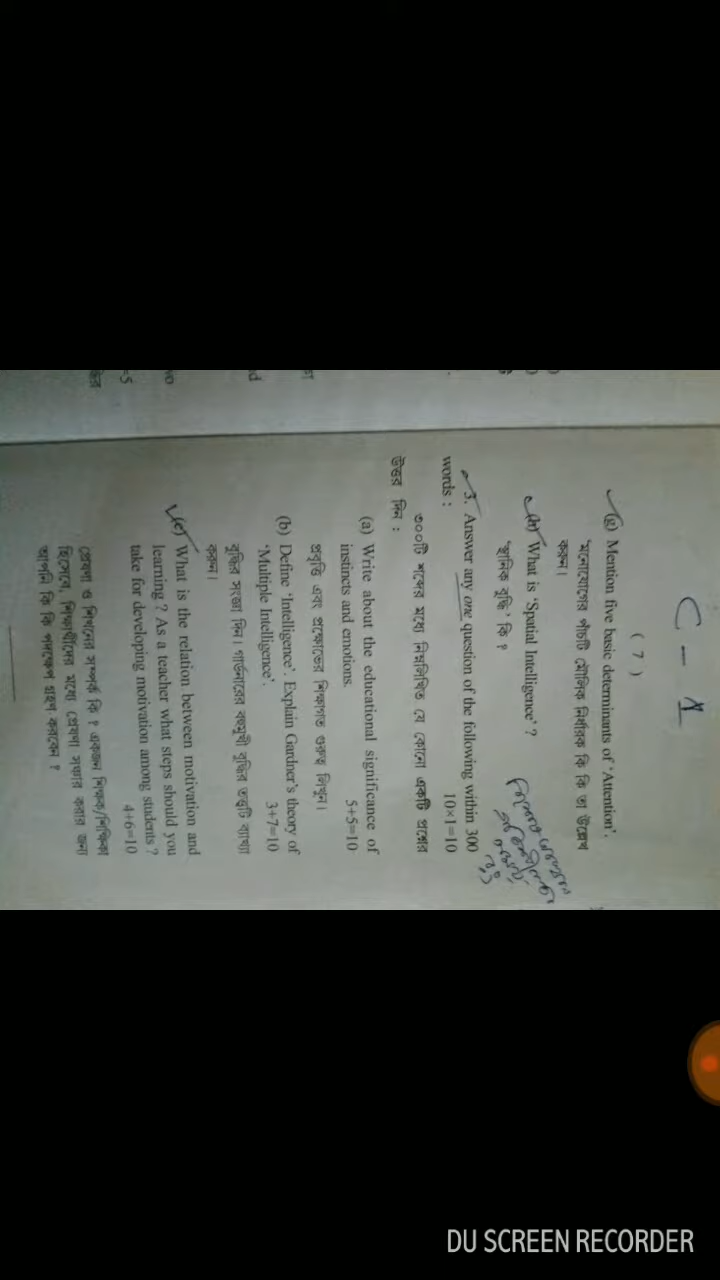 C - 1
( 7 )
(g) Mention five basic determinants of 'Attention'.
'মনোযোগের পাঁচটি মৌলিক নির্ধারক কি কি তা উল্লেখ
করুন।
(h) What is 'Spatial Intelligence' ?
'স্থানিক বুদ্ধি' কি ?
3. Answer any one question of the following within 300
words : 10×1=10
৩০০টি শব্দের মধ্যে নিম্নলিখিত যে কোনো একটি প্রশ্নের
উত্তর দিন :
(a) Write about the educational significance of
instincts and emotions. 5+5=10
প্রবৃত্তি এবং প্রক্ষোভের শিক্ষাগত গুরুত্ব লিখুন।
(b) Define 'Intelligence'. Explain Gardner's theory of
'Multiple Intelligence'. 3+7=10
বুদ্ধির সংজ্ঞা দিন। গার্ডনারের বহুমুখী বুদ্ধির তত্ত্বটি ব্যাখ্যা
করুন।
(c) What is the relation between motivation and
learning ? As a teacher what steps should you
take for developing motivation among students ?
4+6=10
প্রেষণা ও শিখনের সম্পর্ক কি ? একজন শিক্ষক/শিক্ষিকা
হিসেবে, শিক্ষার্থীদের মধ্যে প্রেষণা সঞ্চার করার জন্য
আপনি কি কি পদক্ষেপ গ্রহণ করবেন ?
=5
DU SCREEN RECORDER